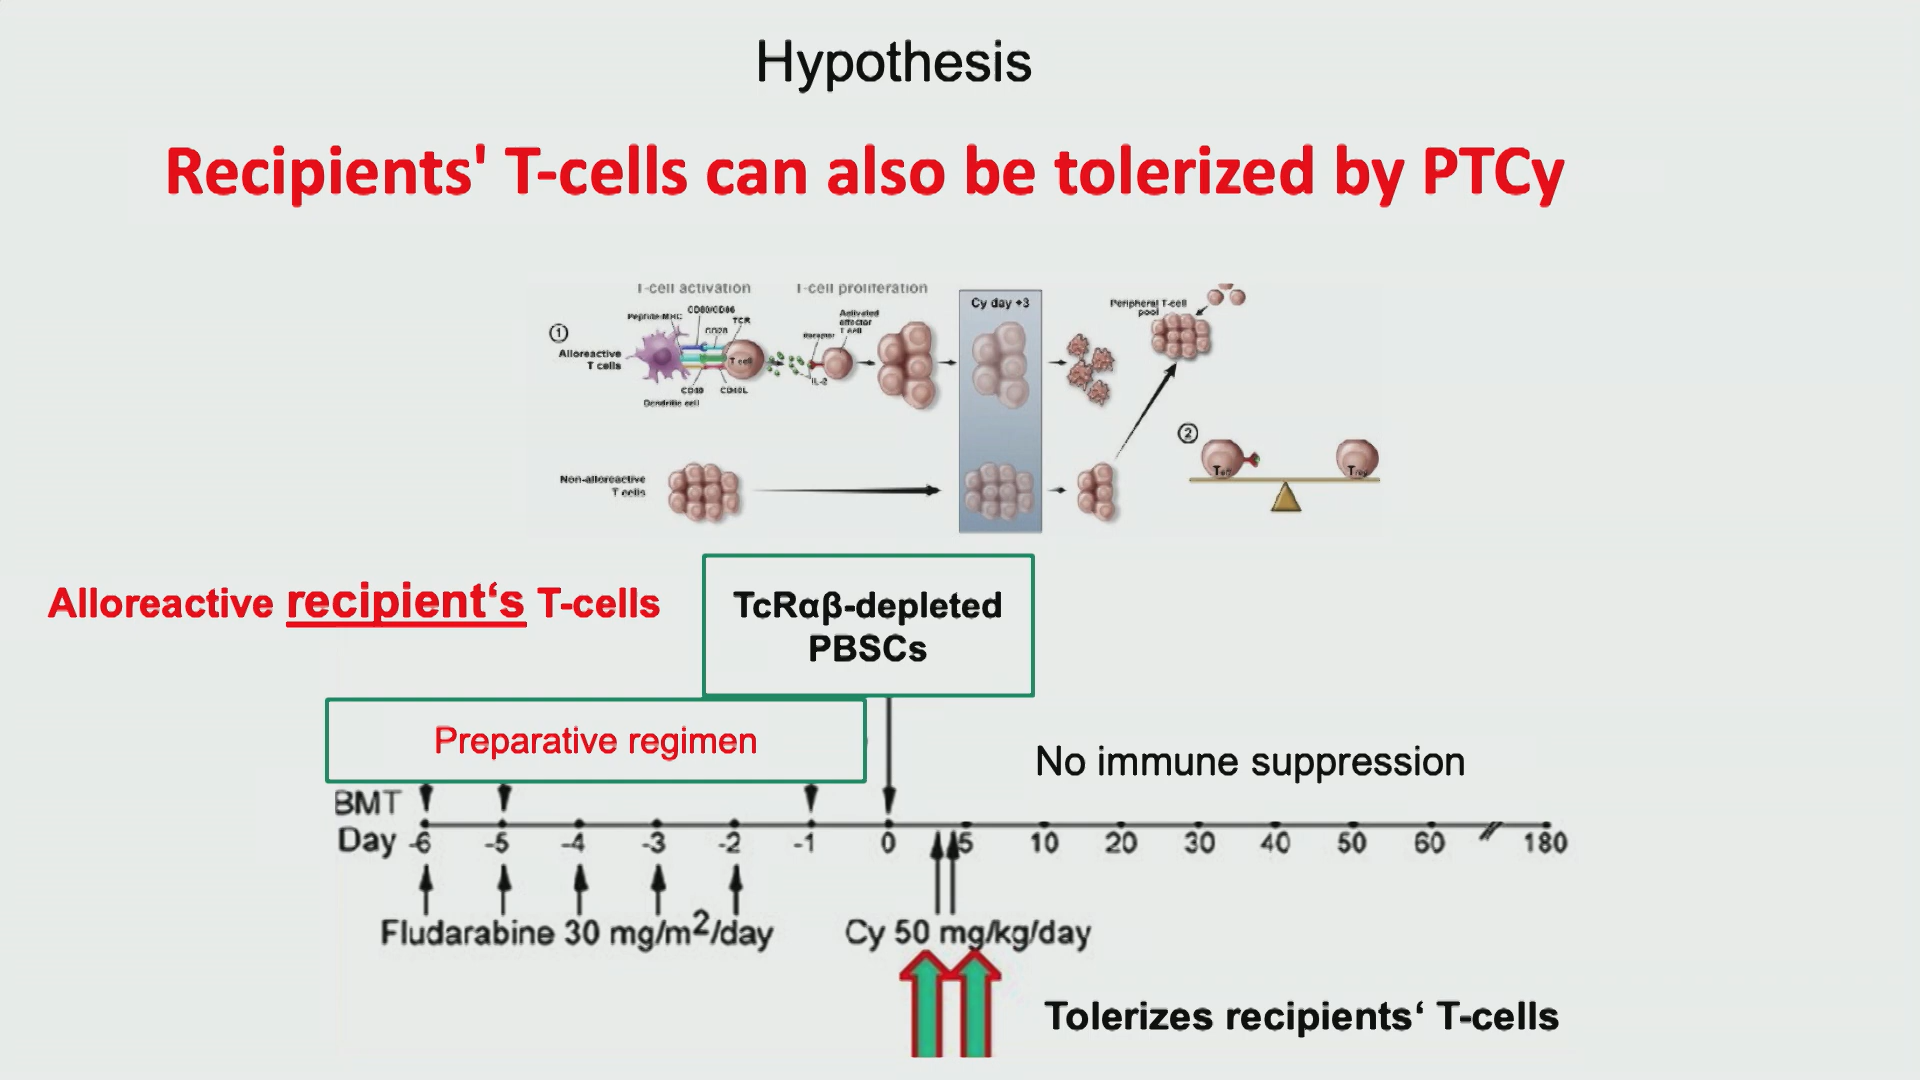 Hypothesis
Recipients' T-cells can also be tolerized by PTCy
T-cell activation
T-cell proliferation
Cy day +3
Peripheral T-cell
pool
Peptide-MHC
CD80/CD86
TCR
CD28
Activated
effector
T cell
Receptor
1
Alloreactive
T cells
T cell
IL-2
CD40
CD40L
Dendritic cell
2
Teff
Treg
Non-alloreactive
T cells
Alloreactive recipient‘s T-cells
TcRαβ-depleted
PBSCs
Preparative regimen
No immune suppression
BMT
Day -6 -5 -4 -3 -2 -1 0 5 10 20 30 40 50 60 180
Fludarabine 30 mg/m²/day
Cy 50 mg/kg/day
Tolerizes recipients‘ T-cells